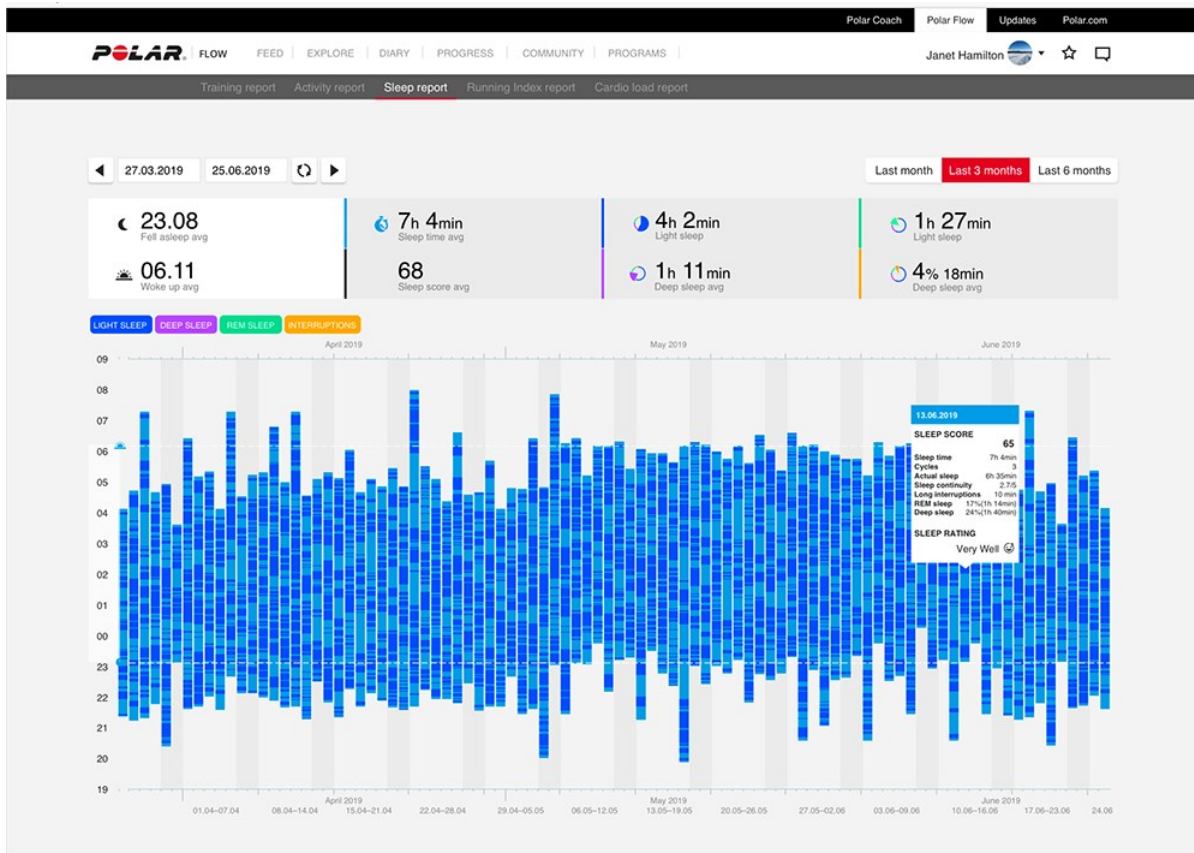 Polar Coach Polar Flow Updates Polar.com
POLAR. FLOW FEED EXPLORE DIARY PROGRESS COMMUNITY PROGRAMS Janet Hamilton
Training report Activity report Sleep report Running Index report Cardio load report
27.03.2019 25.06.2019 Last month Last 3 months Last 6 months
23.08 7h 4min 4h 2min 1h 27min
Fell asleep avg Sleep time avg Light sleep Light sleep
06.11 68 1h 11min 4% 18min
Woke up avg Sleep score avg Deep sleep avg Deep sleep avg
LIGHT SLEEP DEEP SLEEP REM SLEEP INTERRUPTIONS
April 2019 May 2019 June 2019
09
08
07
06
05
04
03
02
01
00
23
22
21
20
19
13.06.2019
SLEEP SCORE
65
Sleep time 7h 4min
Cycles 3
Actual sleep 6h 35min
Sleep continuity 2.7/5
Long interruptions 10 min
REM sleep 17%(1h 14min)
Deep sleep 24%(1h 40min)
SLEEP RATING
Very Well
April 2019 May 2019 June 2019
01.04–07.04 08.04–14.04 15.04–21.04 22.04–28.04 29.04–05.05 06.05–12.05 13.05–19.05 20.05–26.05 27.05–02.06 03.06–09.06 10.06–16.06 17.06–23.06 24.06